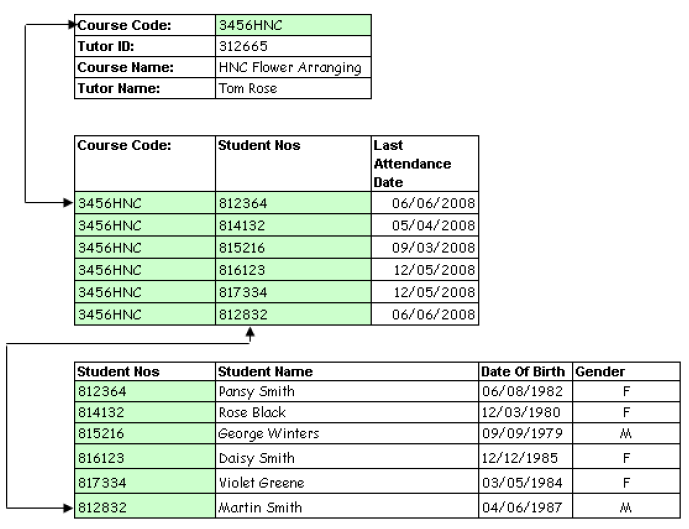 Course Code: 3456HNC
Tutor ID: 312665
Course Name: HNC Flower Arranging
Tutor Name: Tom Rose
Course Code: Student Nos Last
Attendance
Date
3456HNC 812364 06/06/2008
3456HNC 814132 05/04/2008
3456HNC 815216 09/03/2008
3456HNC 816123 12/05/2008
3456HNC 817334 12/05/2008
3456HNC 812832 06/06/2008
Student Nos Student Name Date Of Birth Gender
812364 Pansy Smith 06/08/1982 F
814132 Rose Black 12/03/1980 F
815216 George Winters 09/09/1979 M
816123 Daisy Smith 12/12/1985 F
817334 Violet Greene 03/05/1984 F
812832 Martin Smith 04/06/1987 M